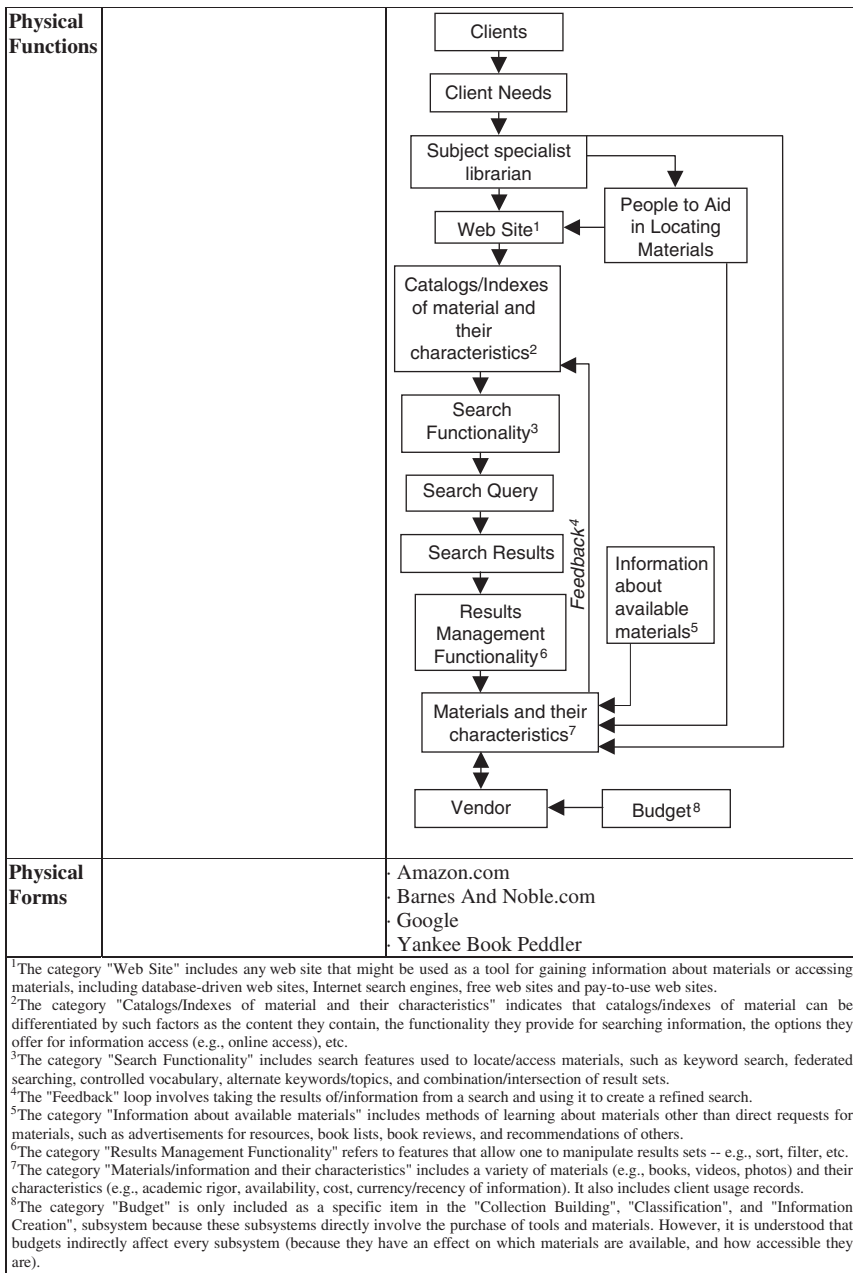 Physical
Functions
Clients
Client Needs
Subject specialist
librarian
People to Aid
in Locating
Materials
Web Site1
Catalogs/Indexes
of material and
their
characteristics2
Search
Functionality3
Search Query
Search Results
Feedback4
Information
about
available
materials5
Results
Management
Functionality6
Materials and their
characteristics7
Vendor
Budget8
Physical
Forms
· Amazon.com
· Barnes And Noble.com
· Google
· Yankee Book Peddler
1The category "Web Site" includes any web site that might be used as a tool for gaining information about materials or accessing
materials, including database-driven web sites, Internet search engines, free web sites and pay-to-use web sites.
2The category "Catalogs/Indexes of material and their characteristics" indicates that catalogs/indexes of material can be
differentiated by such factors as the content they contain, the functionality they provide for searching information, the options they
offer for information access (e.g., online access), etc.
3The category "Search Functionality" includes search features used to locate/access materials, such as keyword search, federated
searching, controlled vocabulary, alternate keywords/topics, and combination/intersection of result sets.
4The "Feedback" loop involves taking the results of/information from a search and using it to create a refined search.
5The category "Information about available materials" includes methods of learning about materials other than direct requests for
materials, such as advertisements for resources, book lists, book reviews, and recommendations of others.
6The category "Results Management Functionality" refers to features that allow one to manipulate results sets -- e.g., sort, filter, etc.
7The category "Materials/information and their characteristics" includes a variety of materials (e.g., books, videos, photos) and their
characteristics (e.g., academic rigor, availability, cost, currency/recency of information). It also includes client usage records.
8The category "Budget" is only included as a specific item in the "Collection Building", "Classification", and "Information
Creation", subsystem because these subsystems directly involve the purchase of tools and materials. However, it is understood that
budgets indirectly affect every subsystem (because they have an effect on which materials are available, and how accessible they
are).